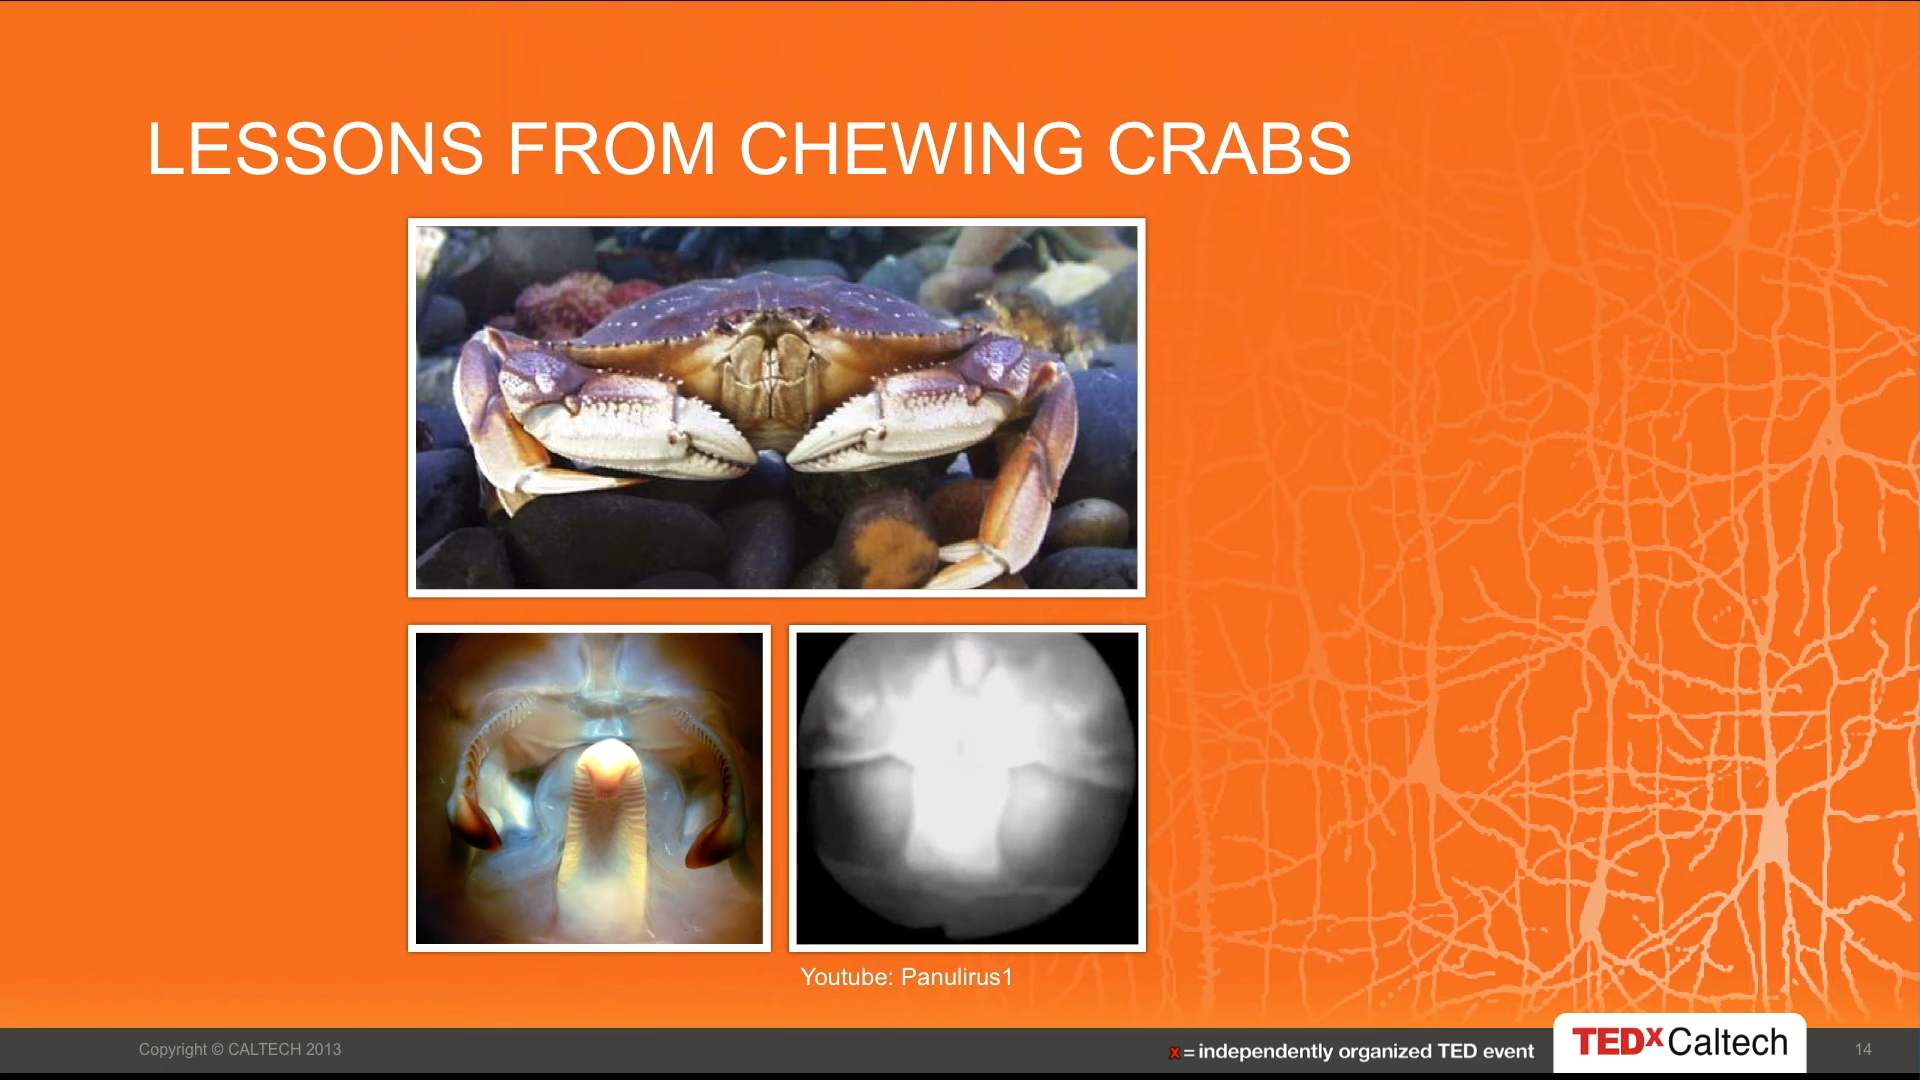 LESSONS FROM CHEWING CRABS
Youtube: Panulirus1
Copyright © CALTECH 2013
x = independently organized TED event
TEDxCaltech
14